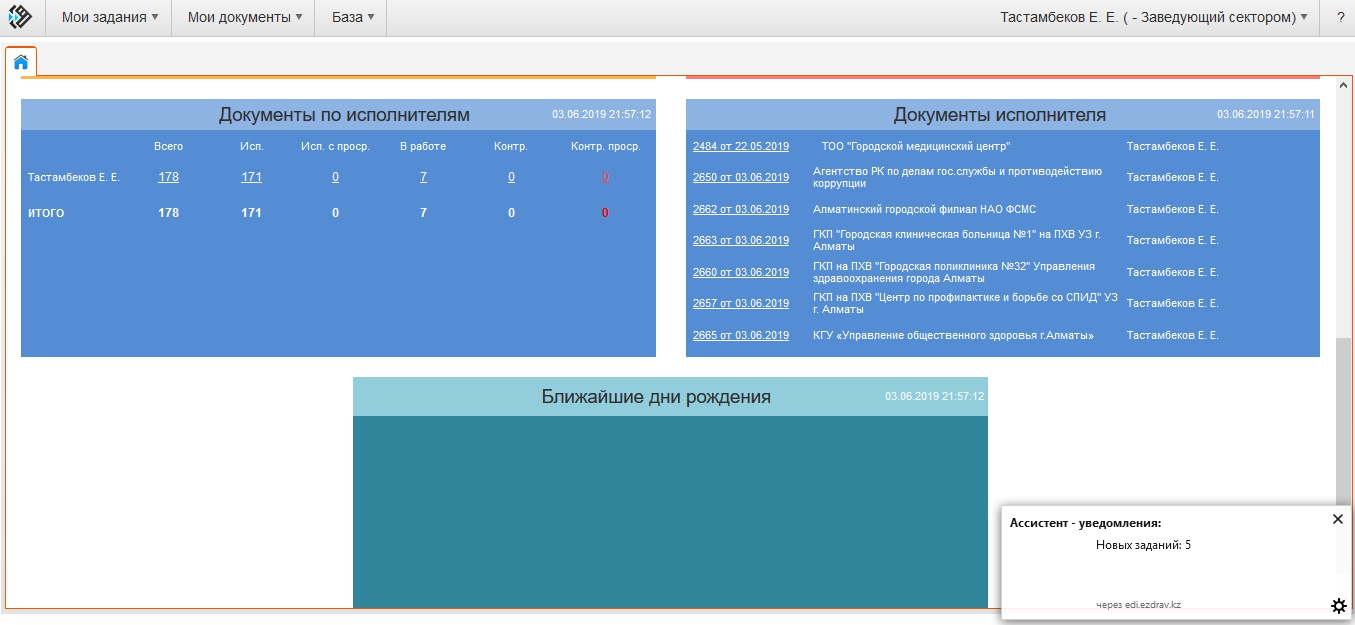 Мои задания ▾ Мои документы ▾ База ▾ Тастамбеков Е. Е. ( - Заведующий сектором) ▾ ?
Документы по исполнителям 03.06.2019 21:57:12
Всего Исп. Исп. с проср. В работе Контр. Контр. проср.
Тастамбеков Е. Е. 178 171 0 7 0 0
ИТОГО 178 171 0 7 0 0
Документы исполнителя 03.06.2019 21:57:11
2484 от 22.05.2019 ТОО "Городской медицинский центр" Тастамбеков Е. Е.
2650 от 03.06.2019 Агентство РК по делам гос.службы и противодействию
коррупции Тастамбеков Е. Е.
2662 от 03.06.2019 Алматинский городской филиал НАО ФСМС Тастамбеков Е. Е.
2663 от 03.06.2019 ГКП "Городская клиническая больница №1" на ПХВ УЗ г.
Алматы Тастамбеков Е. Е.
2660 от 03.06.2019 ГКП на ПХВ "Городская поликлиника №32" Управления
здравоохранения города Алматы Тастамбеков Е. Е.
2657 от 03.06.2019 ГКП на ПХВ "Центр по профилактике и борьбе со СПИД" УЗ
г. Алматы Тастамбеков Е. Е.
2665 от 03.06.2019 КГУ «Управление общественного здоровья г.Алматы» Тастамбеков Е. Е.
Ближайшие дни рождения 03.06.2019 21:57:12
Ассистент - уведомления:
Новых заданий: 5
через edi.ezdrav.kz